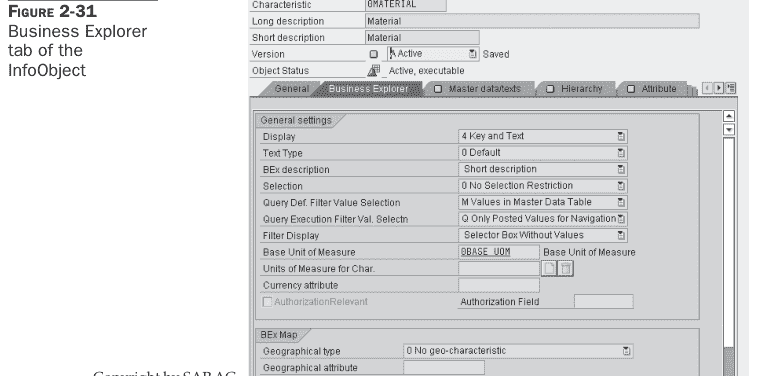 FIGURE 2-31
Business Explorer
tab of the
InfoObject
Characteristic 0MATERIAL
Long description Material
Short description Material
Version A Active Saved
Object Status Active, executable
General Business Explorer Master data/texts Hierarchy Attribute
General settings
Display 4 Key and Text
Text Type 0 Default
BEx description Short description
Selection 0 No Selection Restriction
Query Def. Filter Value Selection M Values in Master Data Table
Query Execution Filter Val. Selectn Q Only Posted Values for Navigation
Filter Display Selector Box Without Values
Base Unit of Measure 0BASE_UOM Base Unit of Measure
Units of Measure for Char.
Currency attribute
AuthorizationRelevant Authorization Field
BEx Map
Geographical type 0 No geo-characteristic
Geographical attribute
Copyright by SAP AG